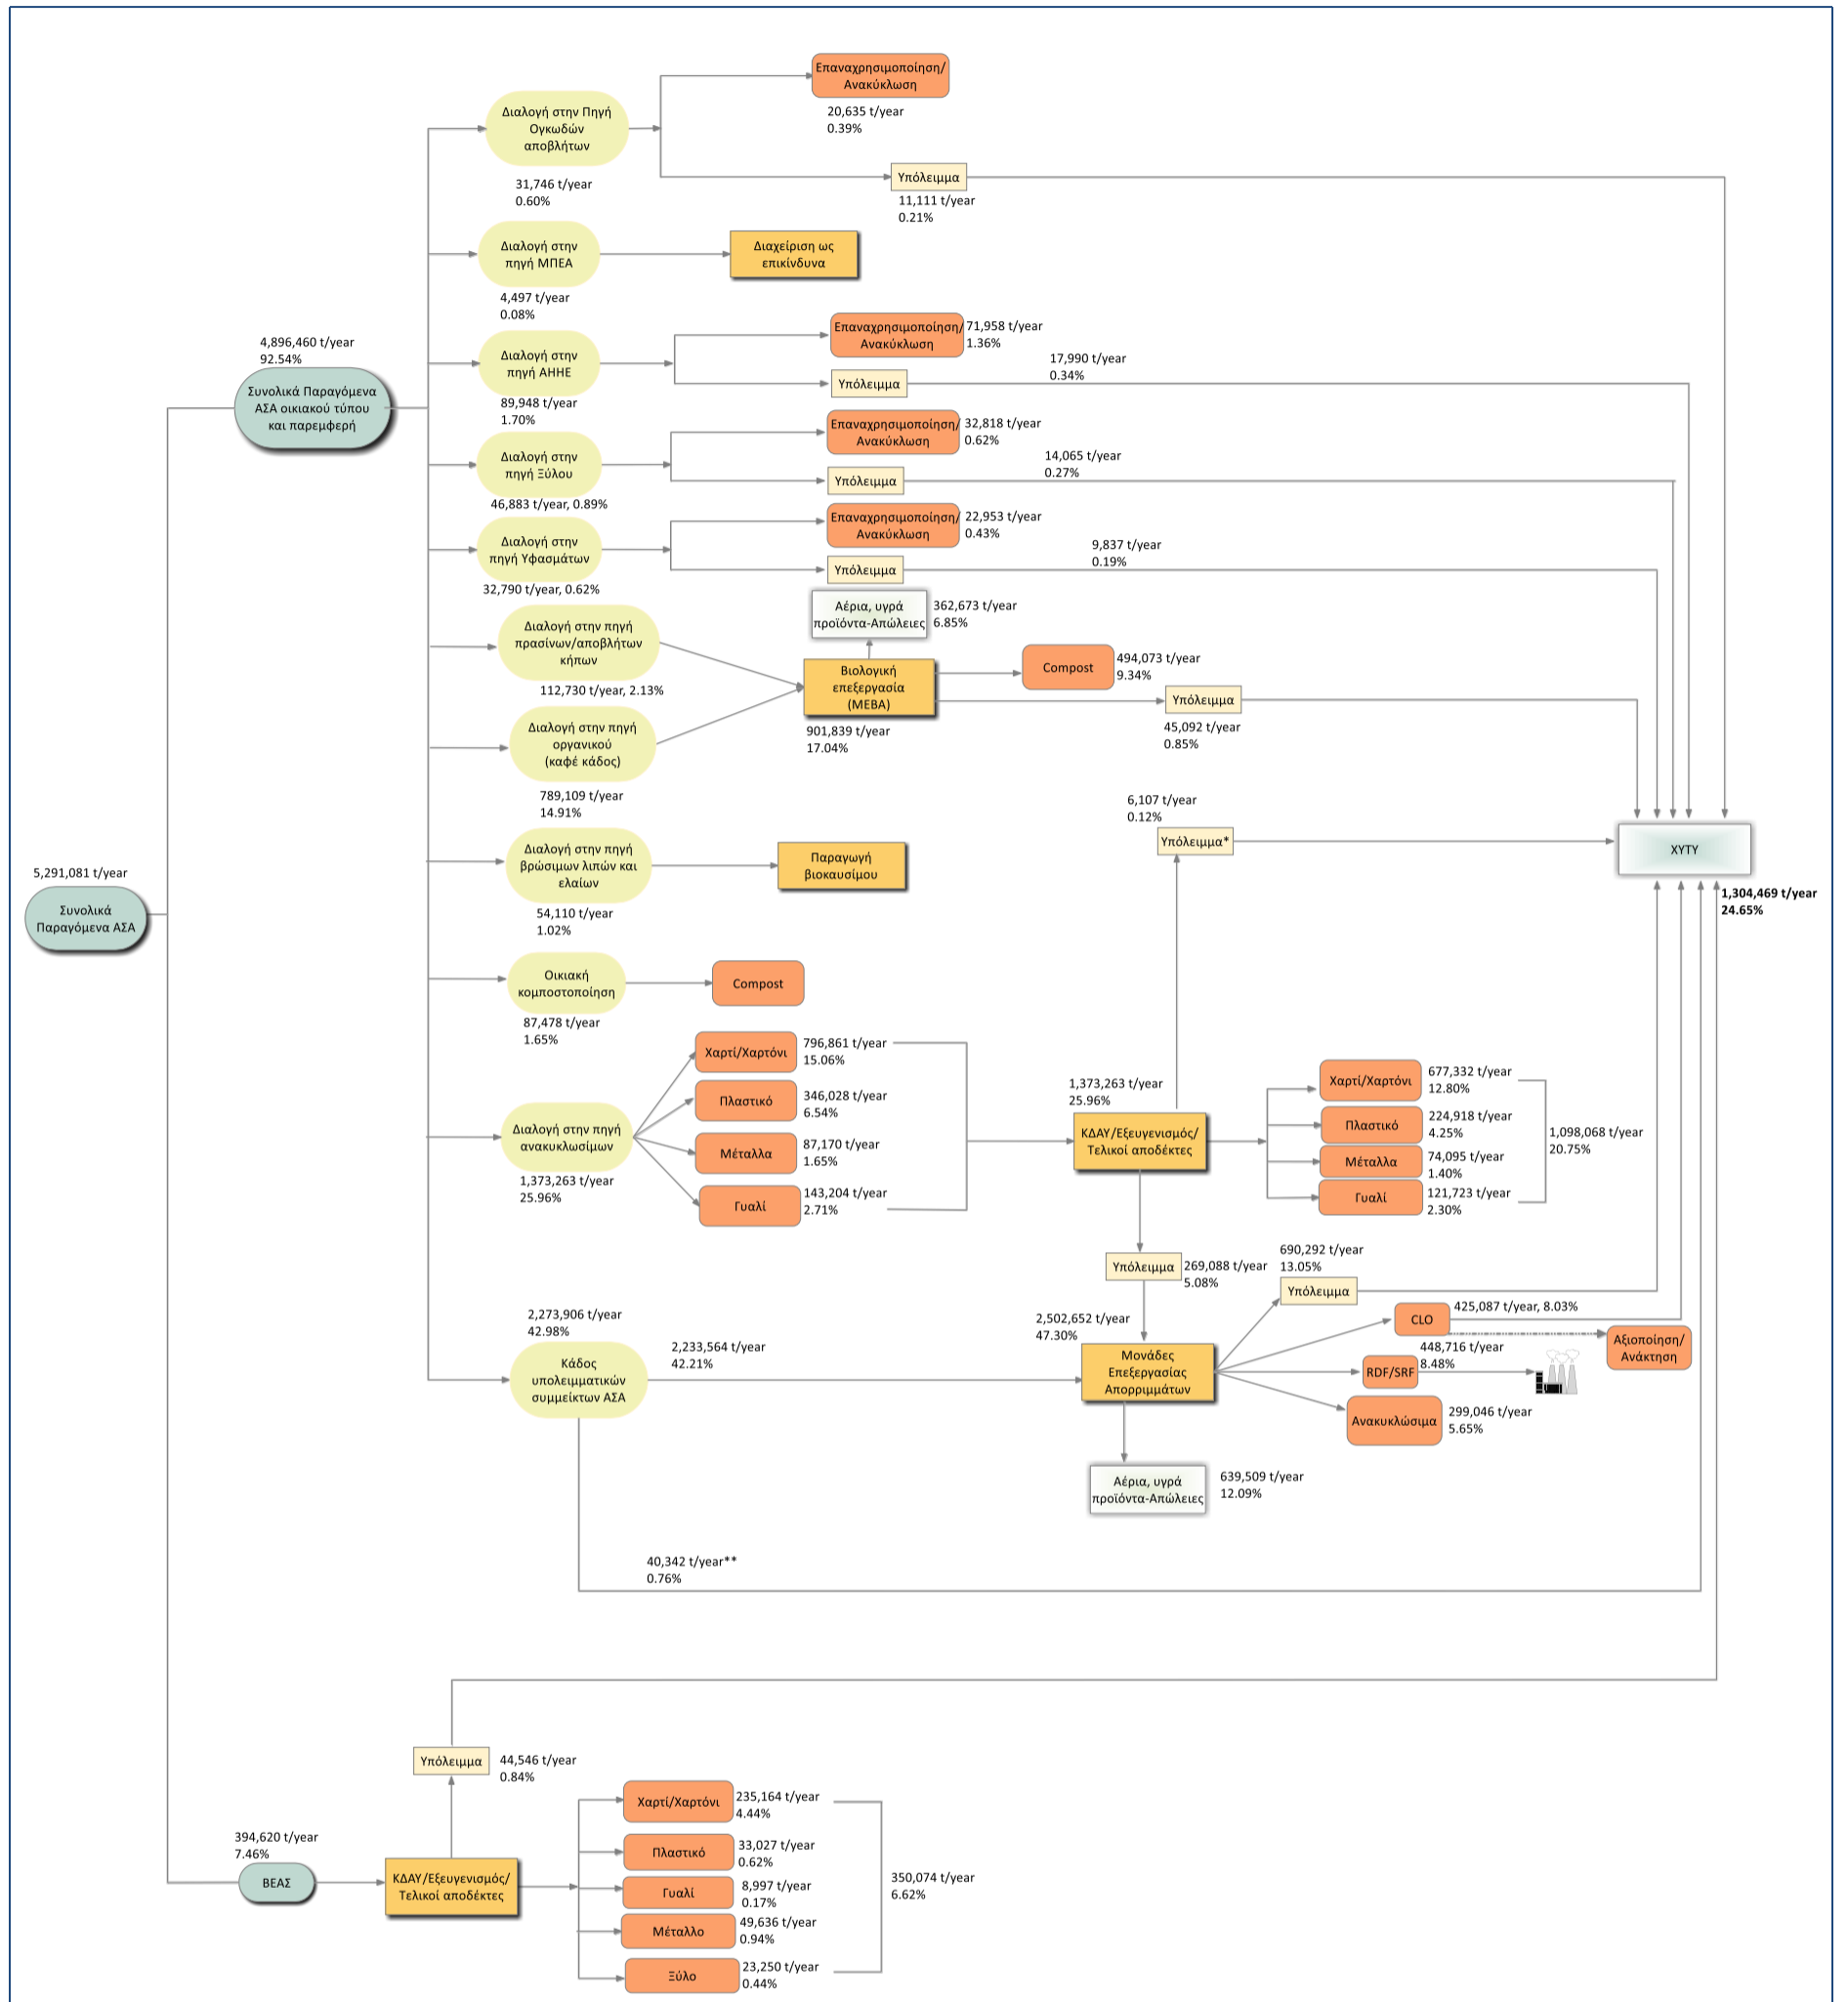 Επαναχρησιμοποίηση/
Ανακύκλωση
20,635 t/year
0.39%
Διαλογή στην Πηγή
Ογκωδών
αποβλήτων
31,746 t/year
0.60%
Υπόλειμμα
11,111 t/year
0.21%
Διαλογή στην
πηγή ΜΠΕΑ
4,497 t/year
0.08%
Διαχείριση ως
επικίνδυνα
4,896,460 t/year
92.54%
Συνολικά Παραγόμενα
ΑΣΑ οικιακού τύπου
και παρεμφερή
Διαλογή στην
πηγή ΑΗΗΕ
89,948 t/year
1.70%
Επαναχρησιμοποίηση/
Ανακύκλωση
71,958 t/year
1.36%
Υπόλειμμα
17,990 t/year
0.34%
Διαλογή στην
πηγή Ξύλου
46,883 t/year, 0.89%
Επαναχρησιμοποίηση/
Ανακύκλωση
32,818 t/year
0.62%
Υπόλειμμα
14,065 t/year
0.27%
Διαλογή στην
πηγή Υφασμάτων
32,790 t/year, 0.62%
Επαναχρησιμοποίηση/
Ανακύκλωση
22,953 t/year
0.43%
Υπόλειμμα
9,837 t/year
0.19%
Διαλογή στην πηγή
πρασίνων/αποβλήτων
κήπων
112,730 t/year, 2.13%
Αέρια, υγρά
προϊόντα-Απώλειες
362,673 t/year
6.85%
Βιολογική
επεξεργασία
(ΜΕΒΑ)
901,839 t/year
17.04%
Compost
494,073 t/year
9.34%
Υπόλειμμα
45,092 t/year
0.85%
Διαλογή στην πηγή
οργανικού
(καφέ κάδος)
789,109 t/year
14.91%
6,107 t/year
0.12%
Υπόλειμμα*
ΧΥΤΥ
1,304,469 t/year
24.65%
Διαλογή στην πηγή
βρώσιμων λιπών και
ελαίων
54,110 t/year
1.02%
Παραγωγή
βιοκαυσίμου
5,291,081 t/year
Συνολικά
Παραγόμενα ΑΣΑ
Οικιακή
κομποστοποίηση
87,478 t/year
1.65%
Compost
Διαλογή στην πηγή
ανακυκλωσίμων
1,373,263 t/year
25.96%
Χαρτί/Χαρτόνι
796,861 t/year
15.06%
Πλαστικό
346,028 t/year
6.54%
Μέταλλα
87,170 t/year
1.65%
Γυαλί
143,204 t/year
2.71%
1,373,263 t/year
25.96%
ΚΔΑΥ/Εξευγενισμός/
Τελικοί αποδέκτες
Χαρτί/Χαρτόνι
677,332 t/year
12.80%
Πλαστικό
224,918 t/year
4.25%
Μέταλλα
74,095 t/year
1.40%
Γυαλί
121,723 t/year
2.30%
1,098,068 t/year
20.75%
Υπόλειμμα
269,088 t/year
5.08%
2,273,906 t/year
42.98%
Κάδος
υπολειμματικών
συμμείκτων ΑΣΑ
2,233,564 t/year
42.21%
2,502,652 t/year
47.30%
Μονάδες
Επεξεργασίας
Απορριμμάτων
690,292 t/year
13.05%
Υπόλειμμα
CLO
425,087 t/year, 8.03%
Αξιοποίηση/
Ανάκτηση
RDF/SRF
448,716 t/year
8.48%
Ανακυκλώσιμα
299,046 t/year
5.65%
Αέρια, υγρά
προϊόντα-Απώλειες
639,509 t/year
12.09%
40,342 t/year**
0.76%
Υπόλειμμα
44,546 t/year
0.84%
394,620 t/year
7.46%
ΒΕΑΣ
ΚΔΑΥ/Εξευγενισμός/
Τελικοί αποδέκτες
Χαρτί/Χαρτόνι
235,164 t/year
4.44%
Πλαστικό
33,027 t/year
0.62%
Γυαλί
8,997 t/year
0.17%
Μέταλλο
49,636 t/year
0.94%
Ξύλο
23,250 t/year
0.44%
350,074 t/year
6.62%